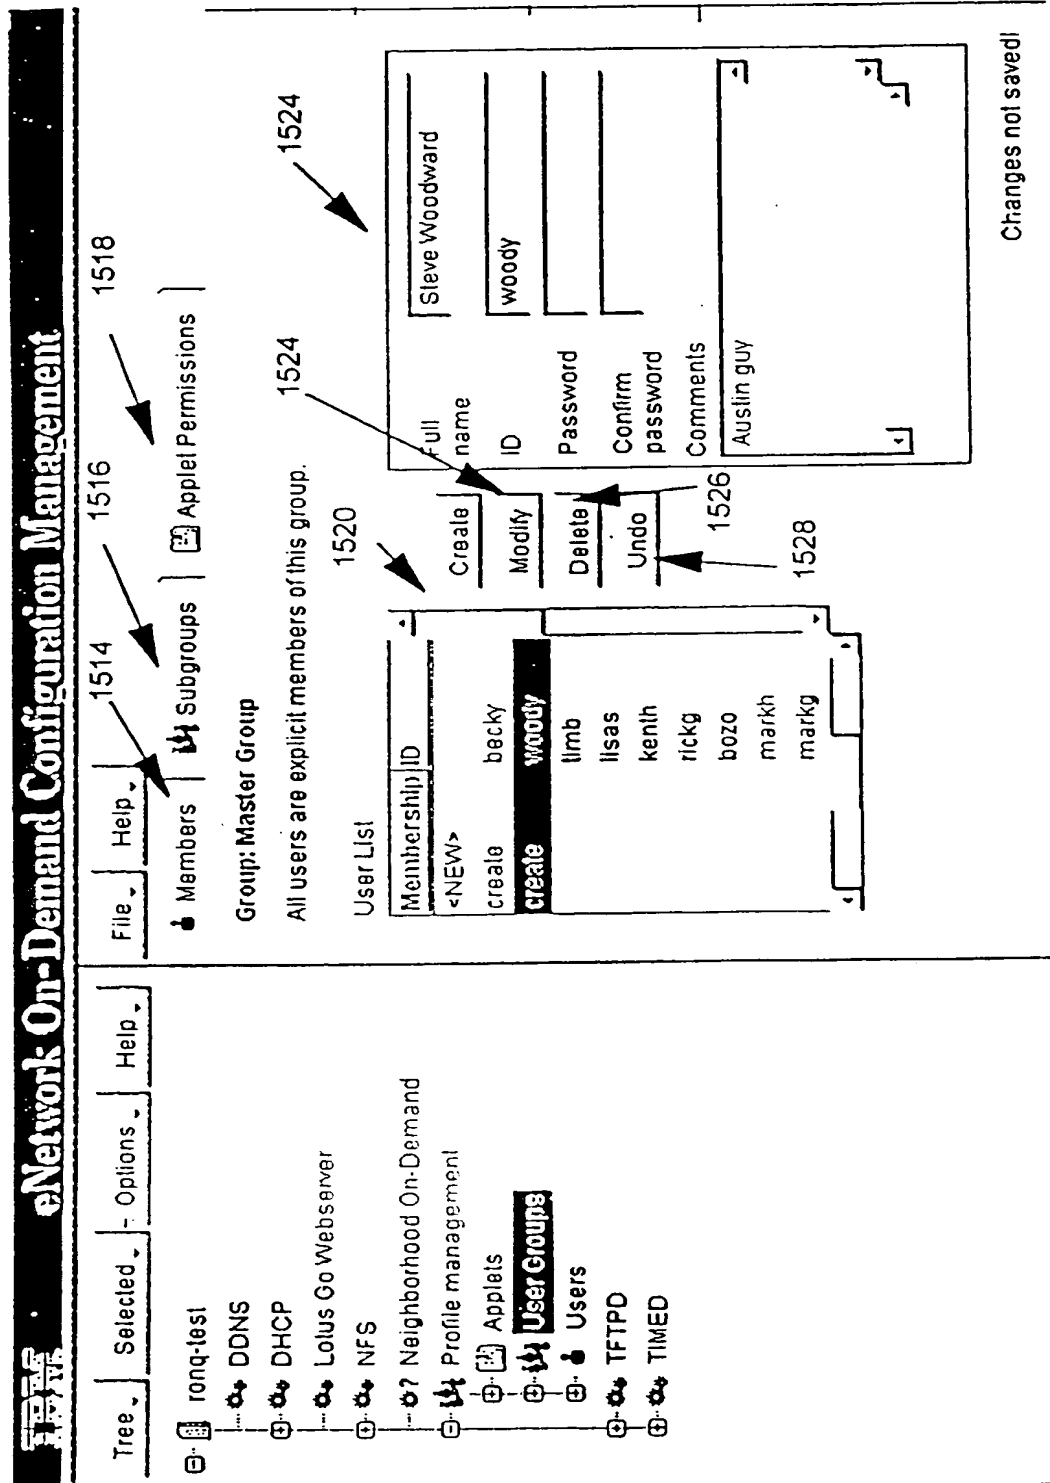 IBM eNetwork On-Demand Configuration Management
Tree Selected Options Help
ronq-test
DDNS
DHCP
Lotus Go Webserver
NFS
? Neighborhood On-Demand
Profile management
Applets
User Groups
Users
TFTPD
TIMED
File Help
Members Subgroups Applet Permissions
1514
1516
1518
Group: Master Group
All users are explicit members of this group.
User List
1520
1524
1524
Membership ID
<NEW>
create becky
create woody
timb
lisas
kenth
rickg
bozo
markh
markg
Create
Modify
Delete
Undo
1526
1528
Full name Steve Woodward
ID woody
Password
Confirm password
Comments
Austin guy
Changes not saved!